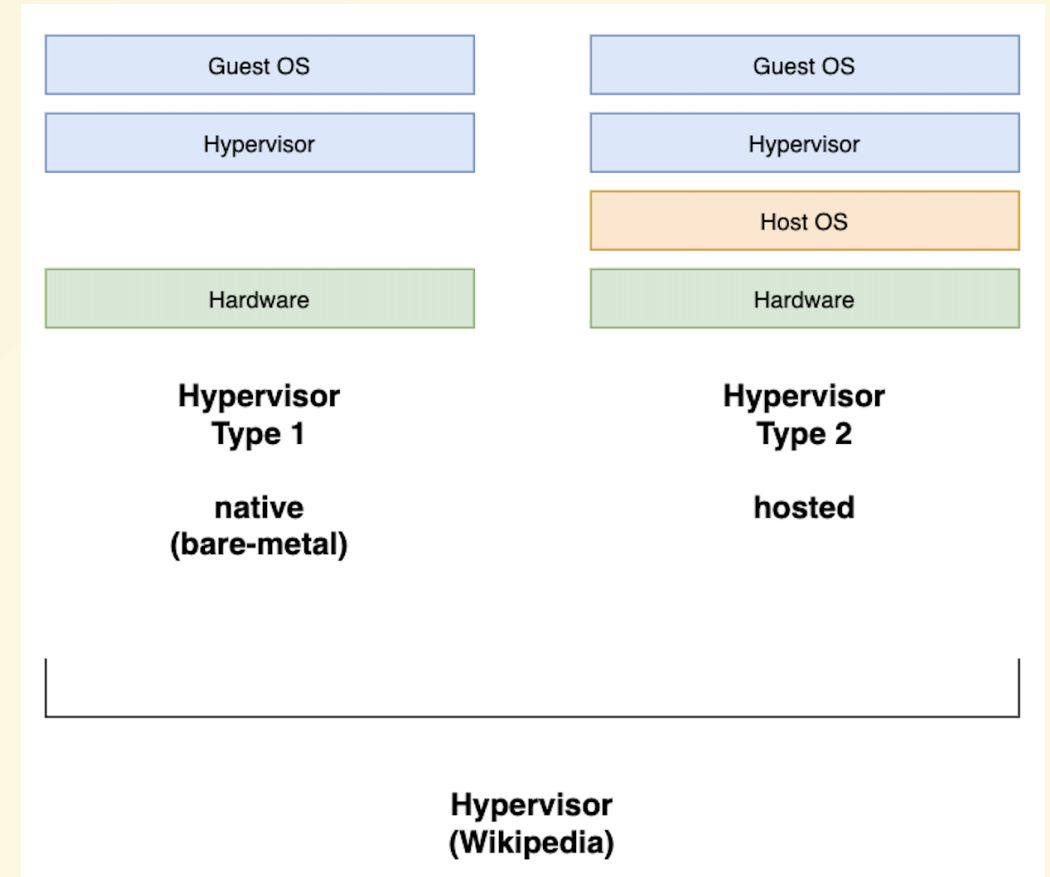 Guest OS
Hypervisor
Hardware
Hypervisor
Type 1
native
(bare-metal)
Guest OS
Hypervisor
Host OS
Hardware
Hypervisor
Type 2
hosted
Hypervisor
(Wikipedia)